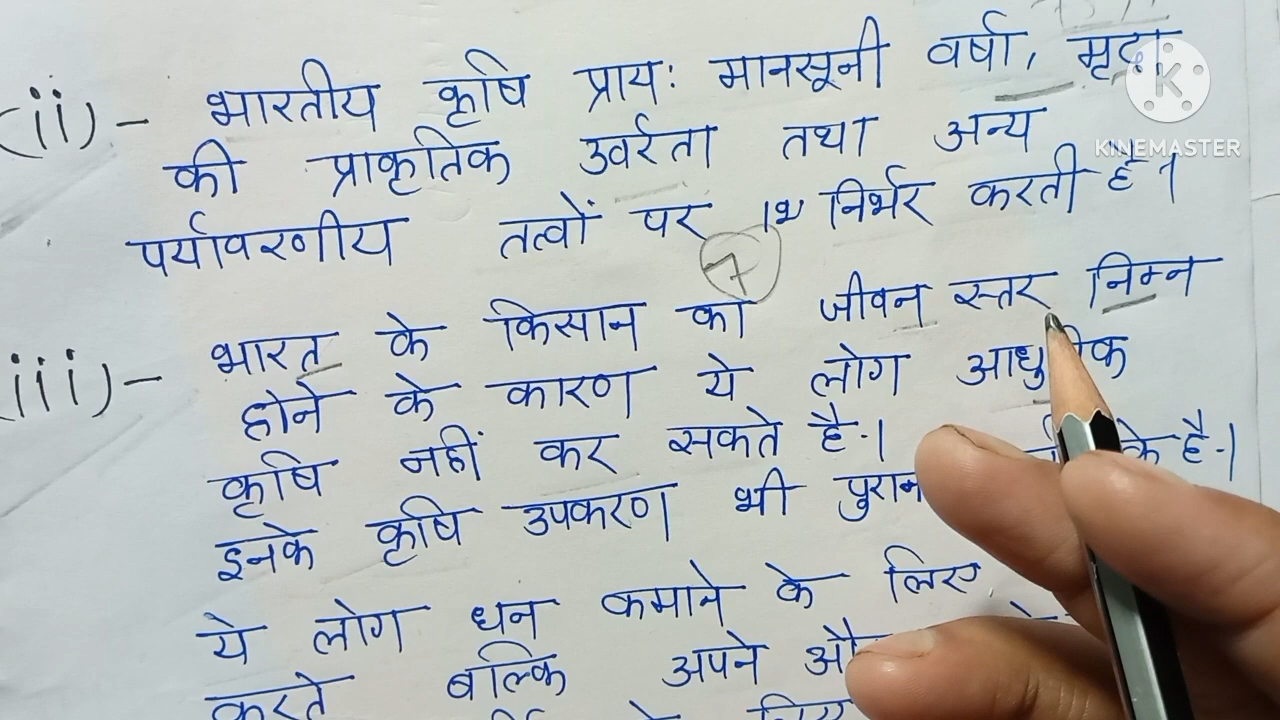 (ii)- भारतीय कृषि प्रायः मानसूनी वर्षा, मृदा
की प्राकृतिक उर्वरता तथा अन्य
पर्यावरणीय तत्वों पर निर्भर करती है।
7
(iii)- भारत के किसान का जीवन स्तर निम्न
होने के कारण ये लोग
कृषि नहीं कर सकते है।
इनके कृषि उपकरण भी के है।
ये लोग धन कमाने के लिए
करते बल्कि अपने
K
KINEMASTER